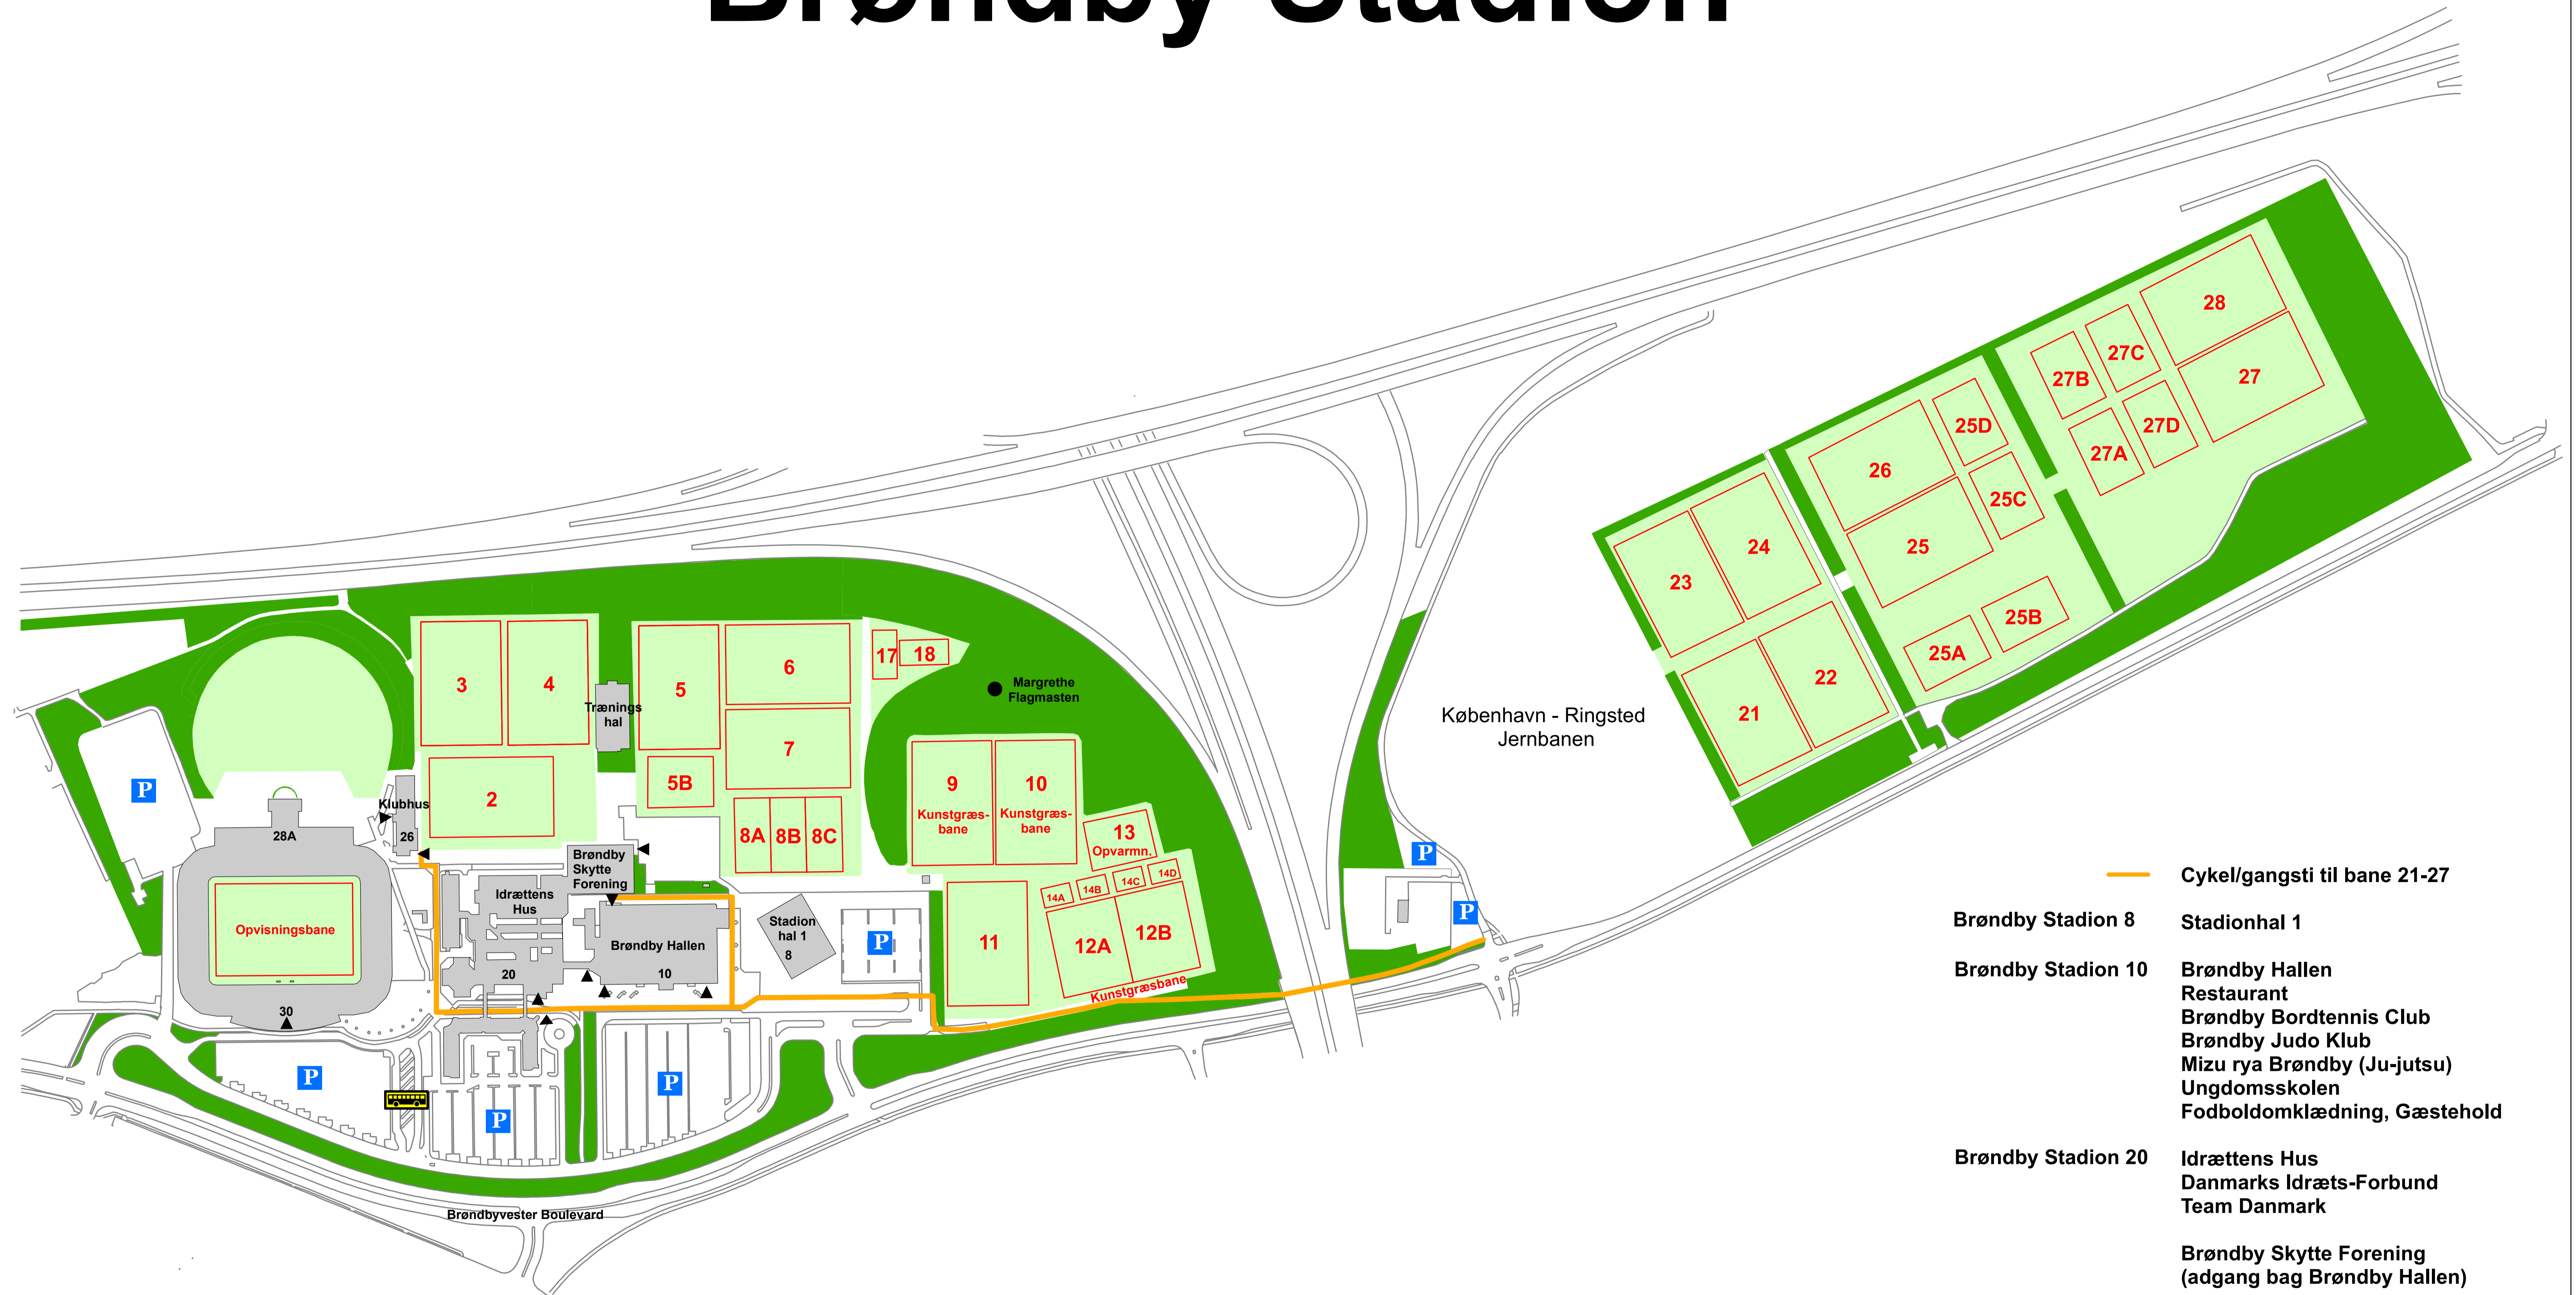 Brøndby Stadion
28
27C
27B
27
27D
27A
25D
26
25C
25
25B
25A
24
23
22
21
København - Ringsted
Jernbanen
3
4
Trænings
hal
5
6
7
17
18
Margrethe
Flagmasten
2
5B
8A
8B
8C
9
Kunstgræs-
bane
10
Kunstgræs-
bane
13
Opvarmn.
14A
14B
14C
14D
11
12A
12B
Kunstgræsbane
P
Klubhus
26
28A
Opvisningsbane
30
Brøndby
Skytte
Forening
Idrættens
Hus
20
Brøndby Hallen
10
Stadion
hal 1
8
P
P
P
P
P
P
Brøndbyvester Boulevard
Cykel/gangsti til bane 21-27
Brøndby Stadion 8
Stadionhal 1
Brøndby Stadion 10
Brøndby Hallen
Restaurant
Brøndby Bordtennis Club
Brøndby Judo Klub
Mizu rya Brøndby (Ju-jutsu)
Ungdomsskolen
Fodboldomklædning, Gæstehold
Brøndby Stadion 20
Idrættens Hus
Danmarks Idræts-Forbund
Team Danmark
Brøndby Skytte Forening
(adgang bag Brøndby Hallen)